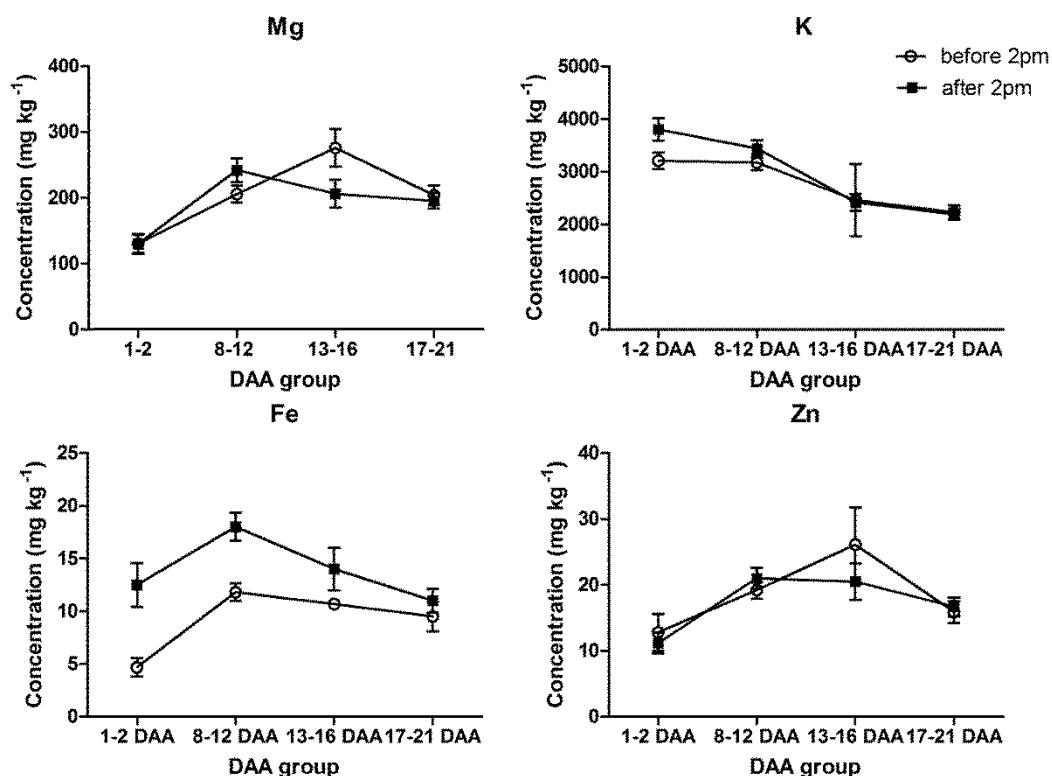 Mg
Concentration (mg kg⁻¹)
400
300
200
100
0
1-2 8-12 13-16 17-21
DAA group
K
before 2pm
after 2pm
Concentration (mg kg⁻¹)
5000
4000
3000
2000
1000
0
1-2 DAA 8-12 DAA 13-16 DAA 17-21 DAA
DAA group
Fe
Concentration (mg kg⁻¹)
25
20
15
10
5
0
1-2 DAA 8-12 DAA 13-16 DAA 17-21 DAA
DAA group
Zn
Concentration (mg kg⁻¹)
40
30
20
10
0
1-2 DAA 8-12 DAA 13-16 DAA 17-21 DAA
DAA group